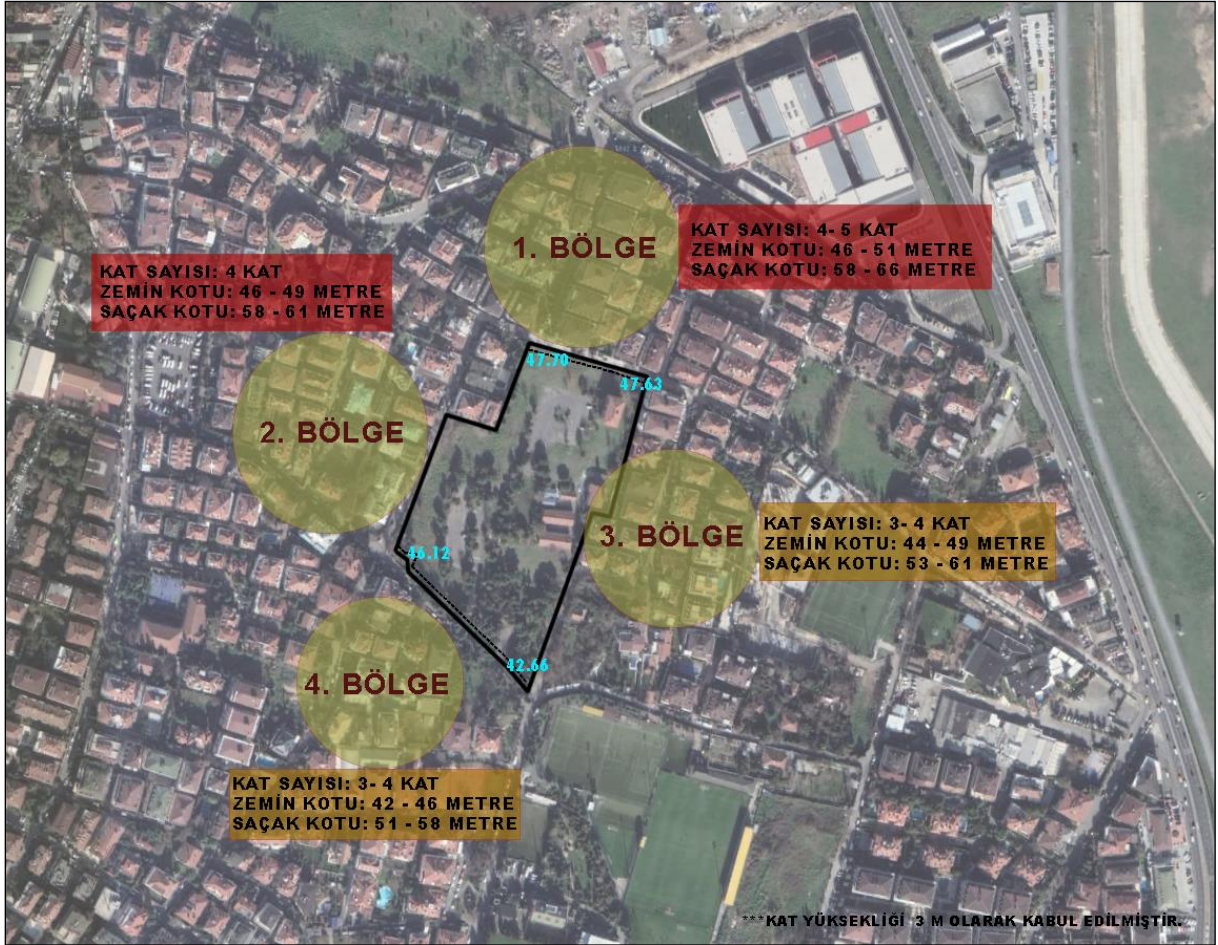 1. BÖLGE
KAT SAYISI: 4- 5 KAT
ZEMİN KOTU: 46 - 51 METRE
SAÇAK KOTU: 58 - 66 METRE
KAT SAYISI: 4 KAT
ZEMİN KOTU: 46 - 49 METRE
SAÇAK KOTU: 58 - 61 METRE
47.70
47.63
2. BÖLGE
3. BÖLGE
KAT SAYISI: 3- 4 KAT
ZEMİN KOTU: 44 - 49 METRE
SAÇAK KOTU: 53 - 61 METRE
46.12
42.66
4. BÖLGE
KAT SAYISI: 3- 4 KAT
ZEMİN KOTU: 42 - 46 METRE
SAÇAK KOTU: 51 - 58 METRE
***KAT YÜKSEKLİĞİ 3 M OLARAK KABUL EDİLMİŞTİR.